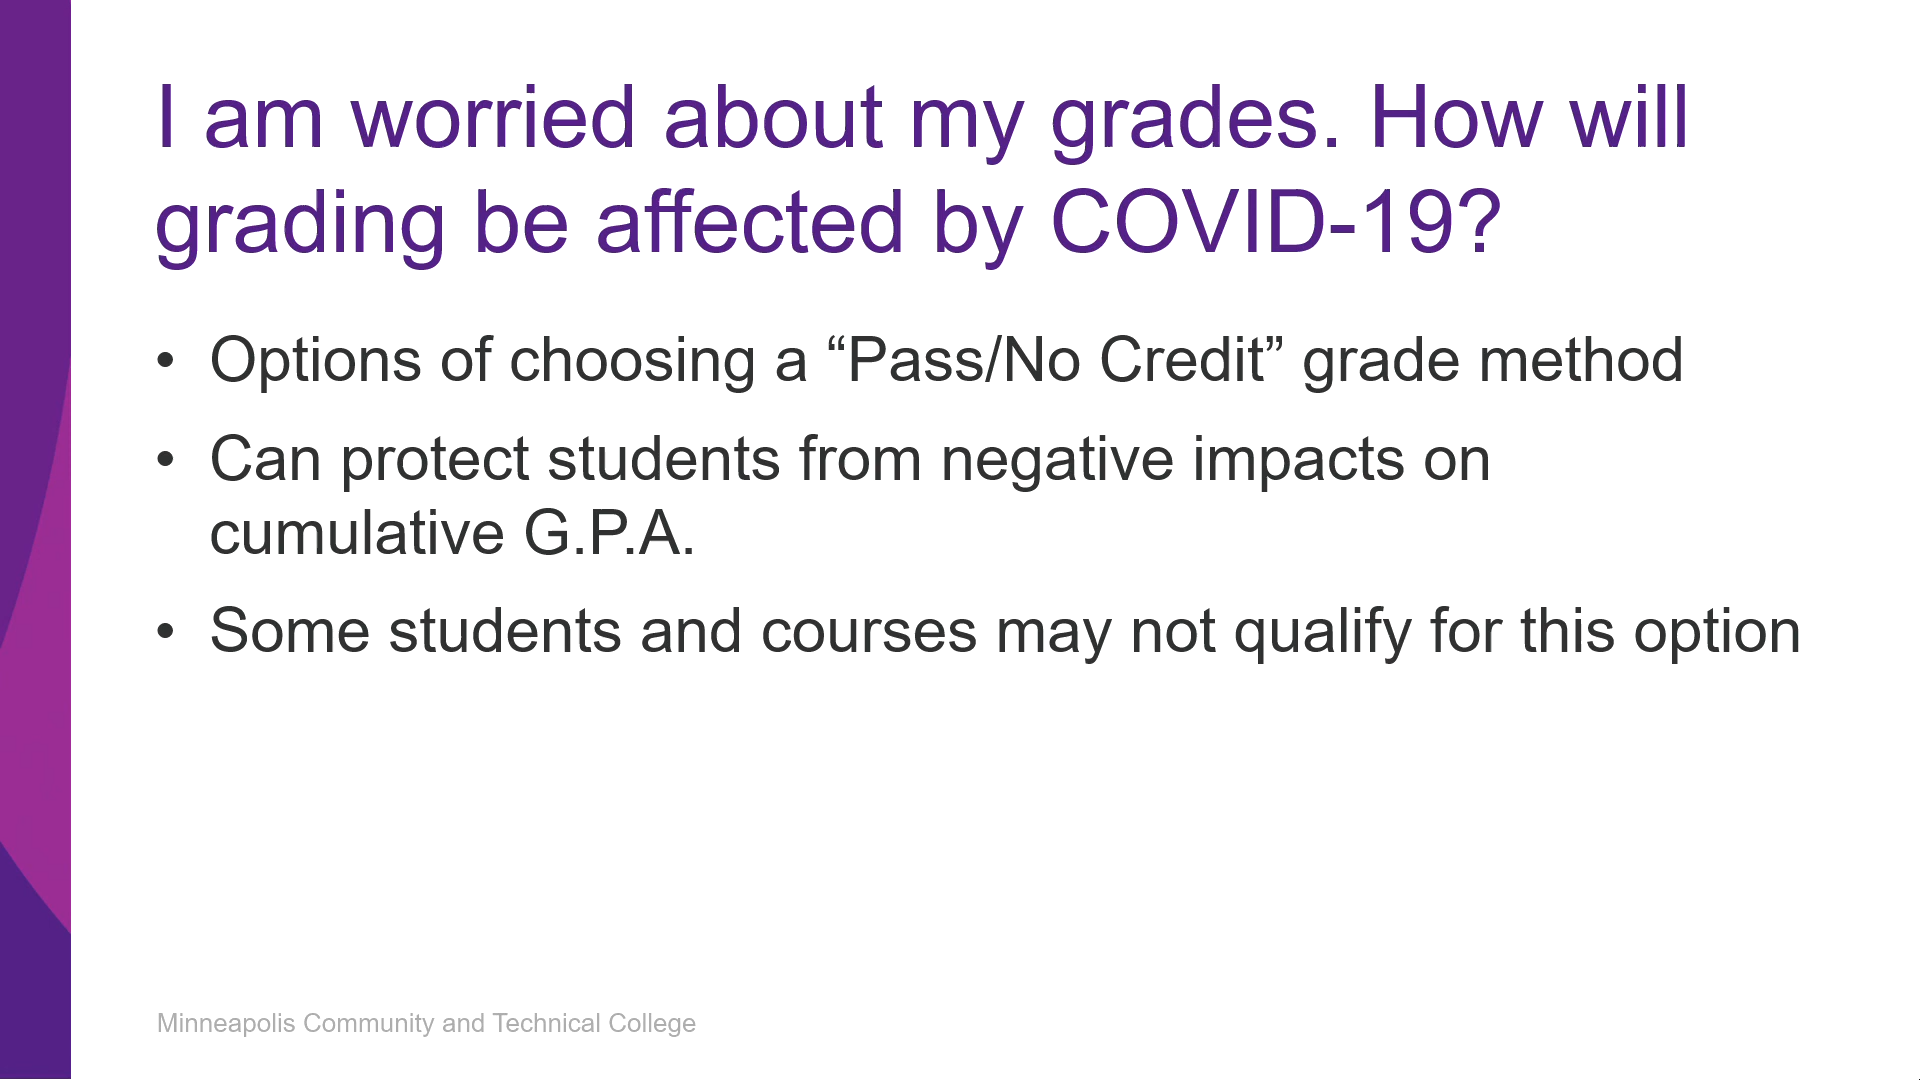 I am worried about my grades. How will
grading be affected by COVID-19?
• Options of choosing a “Pass/No Credit” grade method
• Can protect students from negative impacts on
cumulative G.P.A.
• Some students and courses may not qualify for this option
Minneapolis Community and Technical College